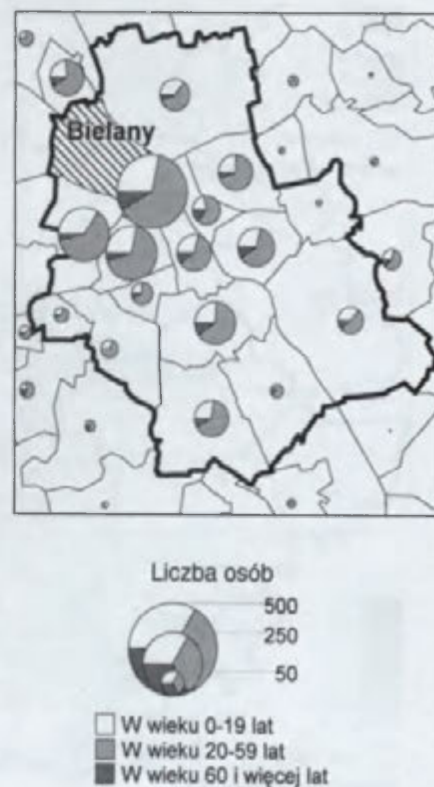 Bielany
Liczba osób
500
250
50
W wieku 0-19 lat
W wieku 20-59 lat
W wieku 60 i więcej lat